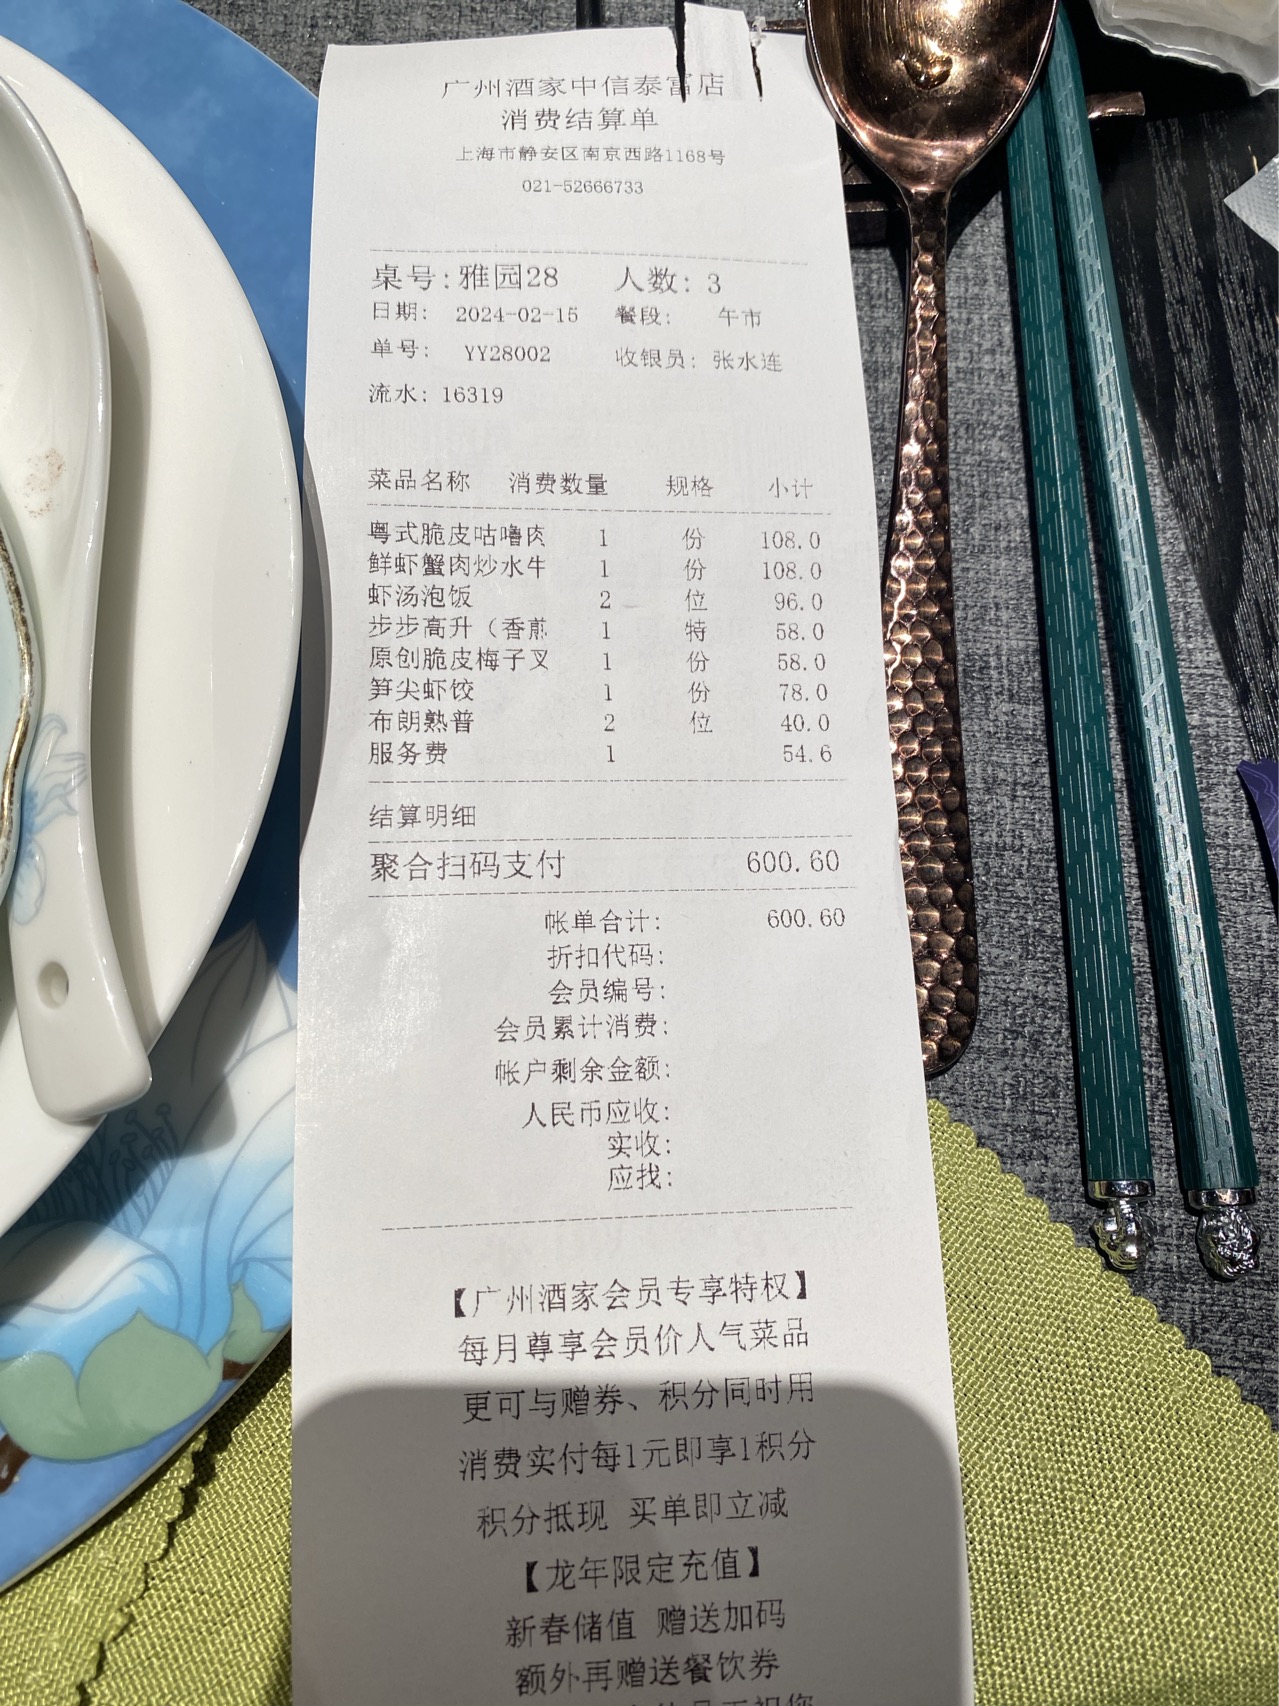 广州酒家中信泰富店
消费结算单
上海市静安区南京西路1168号
021-52666733
桌号:雅园28 人数: 3
日期: 2024-02-15 餐段: 午市
单号: YY28002 收银员: 张水连
流水: 16319
菜品名称 消费数量 规格 小计
粤式脆皮咕噜肉 1 份 108.0
鲜虾蟹肉炒水牛 1 份 108.0
虾汤泡饭 2 位 96.0
步步高升（香煎 1 特 58.0
原创脆皮梅子叉 1 份 58.0
笋尖虾饺 1 份 78.0
布朗熟普 2 位 40.0
服务费 1 54.6
结算明细
聚合扫码支付 600.60
帐单合计: 600.60
折扣代码:
会员编号:
会员累计消费:
帐户剩余金额:
人民币应收:
实收:
应找:
【广州酒家会员专享特权】
每月尊享会员价人气菜品
更可与赠券、积分同时用
消费实付每1元即享1积分
积分抵现 买单即立减
【龙年限定充值】
新春储值 赠送加码
额外再赠送餐饮券